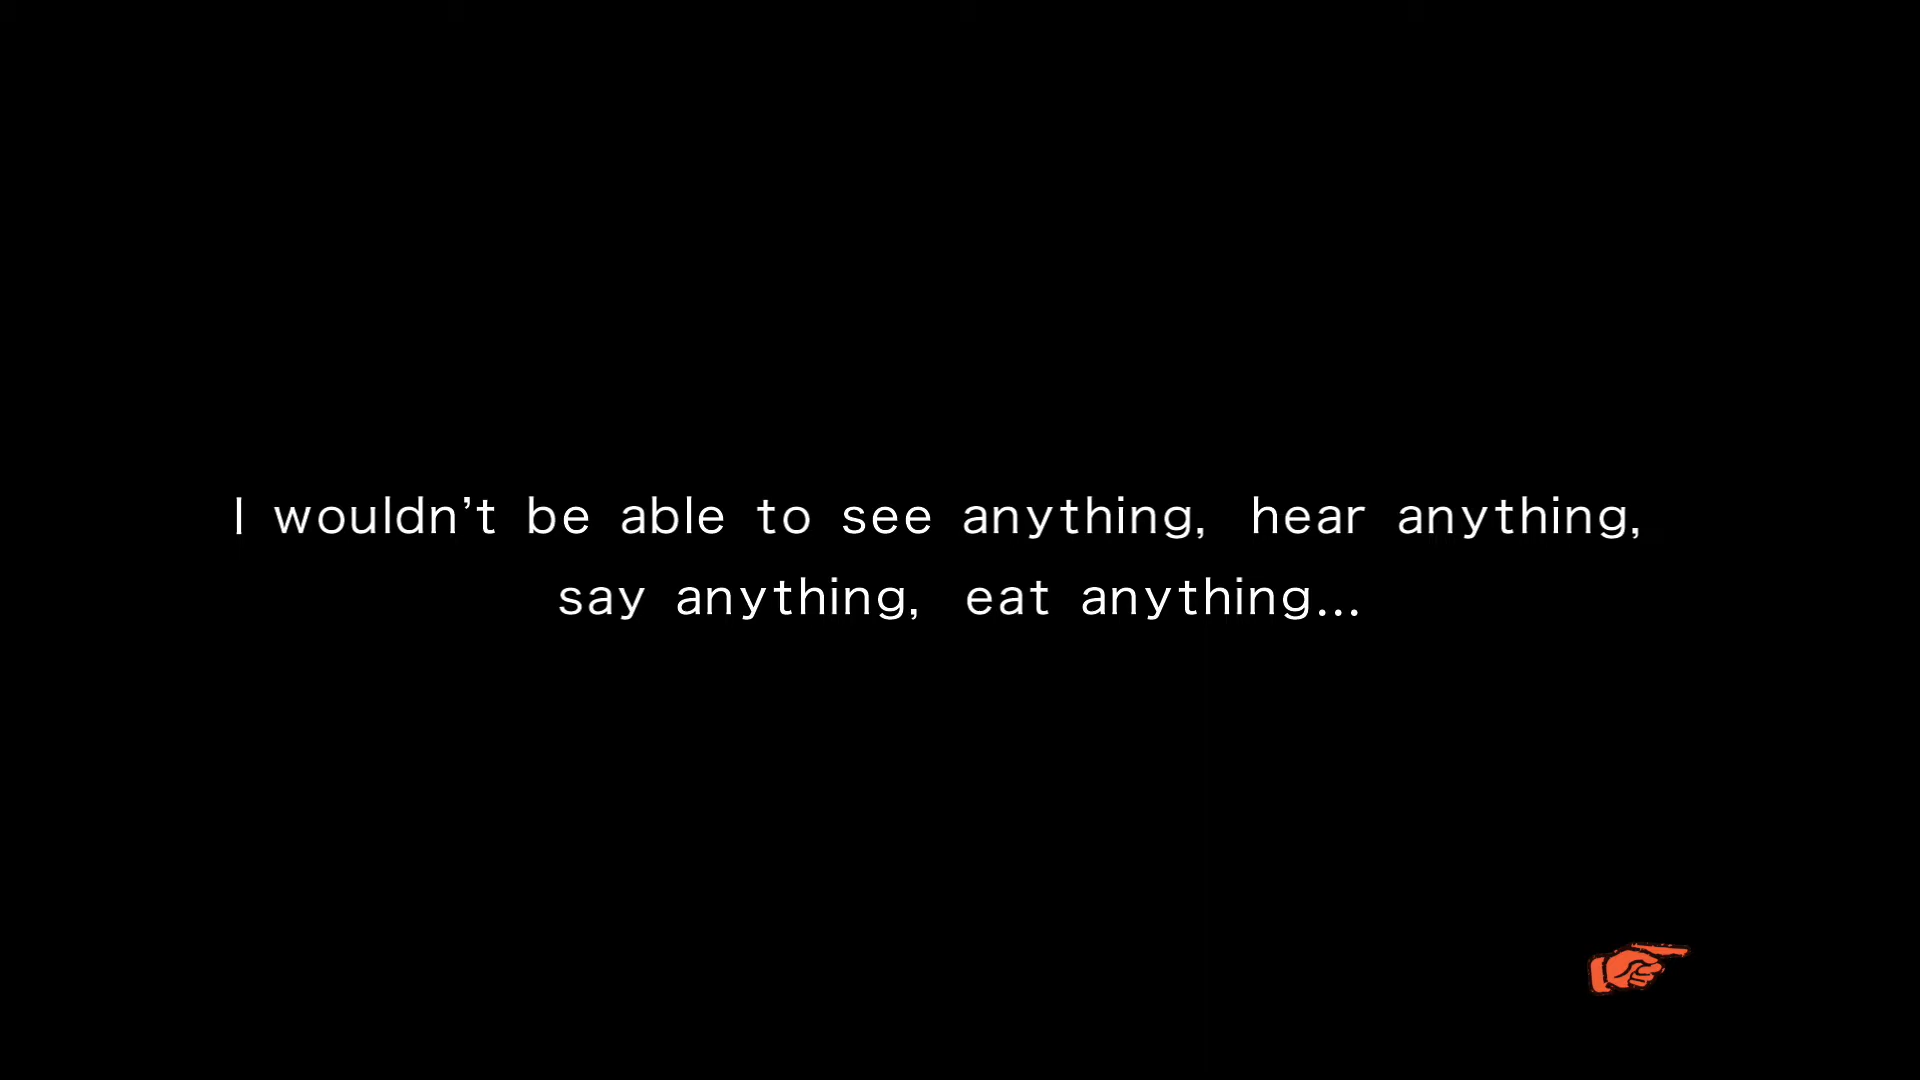 I wouldn’t be able to see anything, hear anything,
say anything, eat anything...